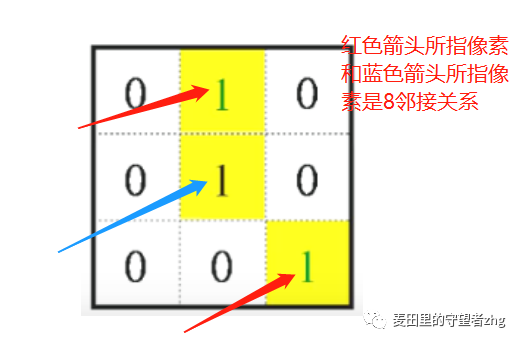 红色箭头所指像素
和蓝色箭头所指像
素是8邻接关系
0 1 0
0 1 0
0 0 1
麦田里的守望者zhg